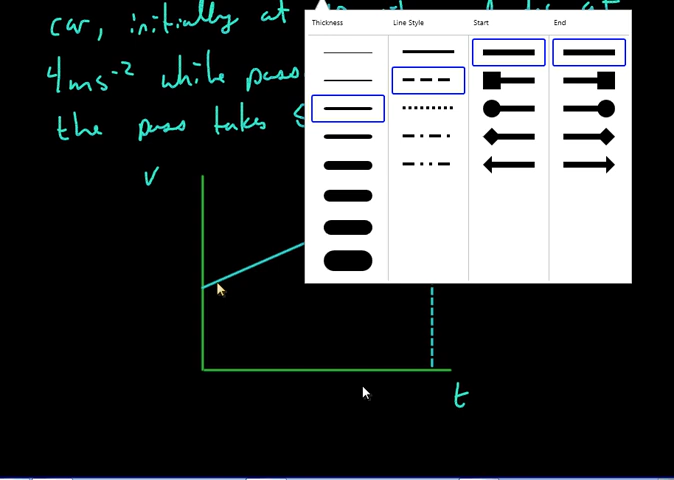 car, initially at
Thickness Line Style Start End
4ms⁻² while pass
the pass takes
v
t